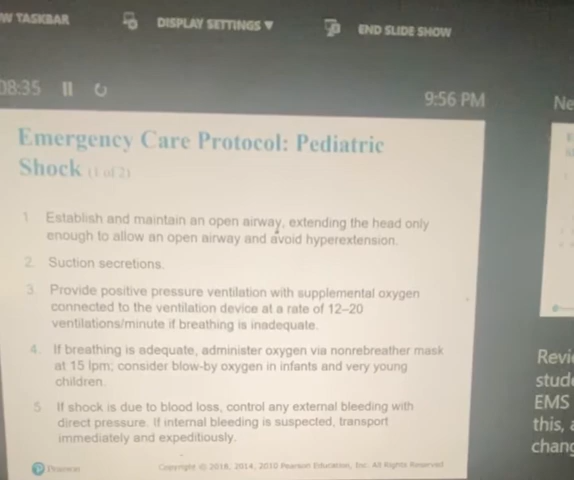 W TASKBAR
DISPLAY SETTINGS ▼
END SLIDE SHOW
08:35
9:56 PM
Ne
Emergency Care Protocol: Pediatric
Shock (1 of 2)
1 Establish and maintain an open airway, extending the head only
enough to allow an open airway and avoid hyperextension.
2. Suction secretions.
3. Provide positive pressure ventilation with supplemental oxygen
connected to the ventilation device at a rate of 12–20
ventilations/minute if breathing is inadequate.
4. If breathing is adequate, administer oxygen via nonrebreather mask
at 15 lpm; consider blow-by oxygen in infants and very young
children.
5 If shock is due to blood loss, control any external bleeding with
direct pressure. If internal bleeding is suspected, transport
immediately and expeditiously.
Pearson
Copyright © 2018, 2014, 2010 Pearson Education, Inc. All Rights Reserved
Revie
stude
EMS
this, a
chang